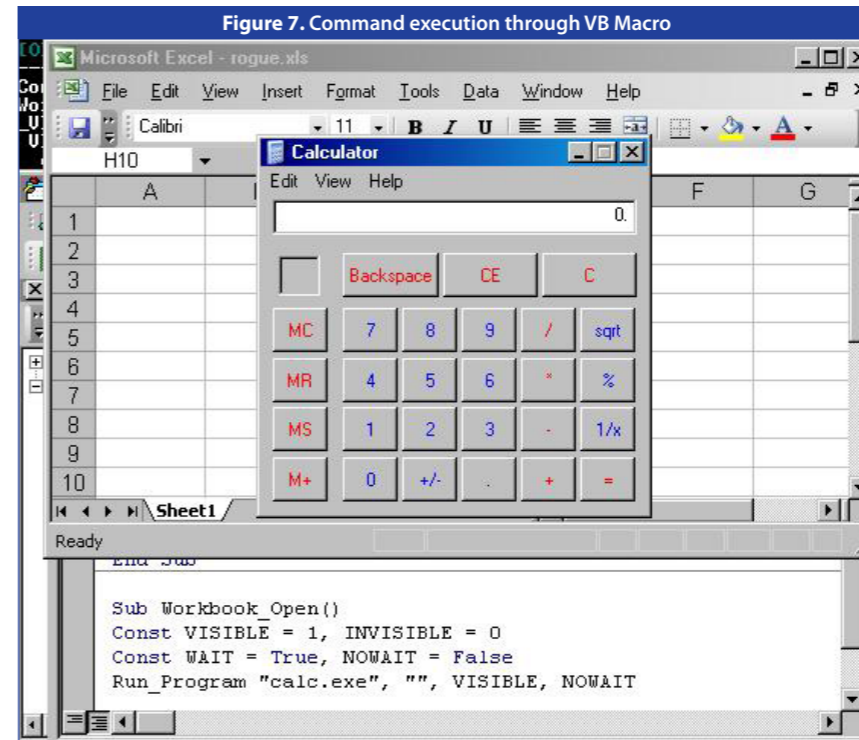 Figure 7. Command execution through VB Macro
Microsoft Excel - rogue.xls
File Edit View Insert Format Tools Data Window Help
Calibri 11 B I U A
H10
Calculator
Edit View Help
0.
A F G
1
2
3
4
5
6
7
8
9
10
Backspace CE C
MC 7 8 9 / sqrt
MR 4 5 6 * %
MS 1 2 3 - 1/x
M+ 0 +/- . + =
Sheet1
Ready
End Sub
Sub Workbook_Open()
Const VISIBLE = 1, INVISIBLE = 0
Const WAIT = True, NOWAIT = False
Run_Program "calc.exe", "", VISIBLE, NOWAIT